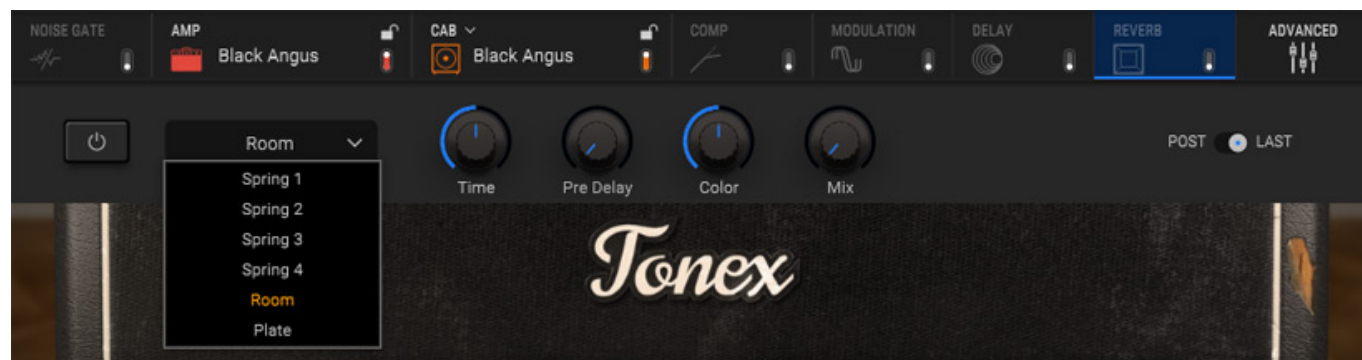 NOISE GATE
AMP
Black Angus
CAB
Black Angus
COMP
MODULATION
DELAY
REVERB
ADVANCED
Room
Spring 1
Spring 2
Spring 3
Spring 4
Room
Plate
Time
Pre Delay
Color
Mix
POST
LAST
Tonex